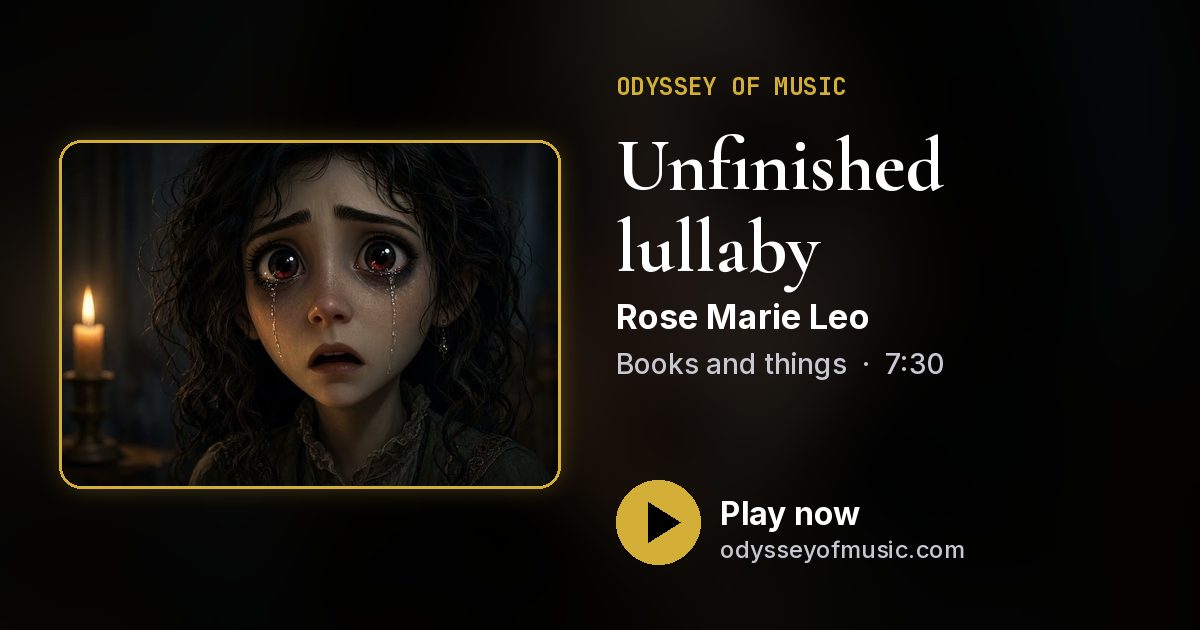 ODYSSEY OF MUSIC
Unfinished
lullaby
Rose Marie Leo
Books and things · 7:30
Play now
odysseyofmusic.com